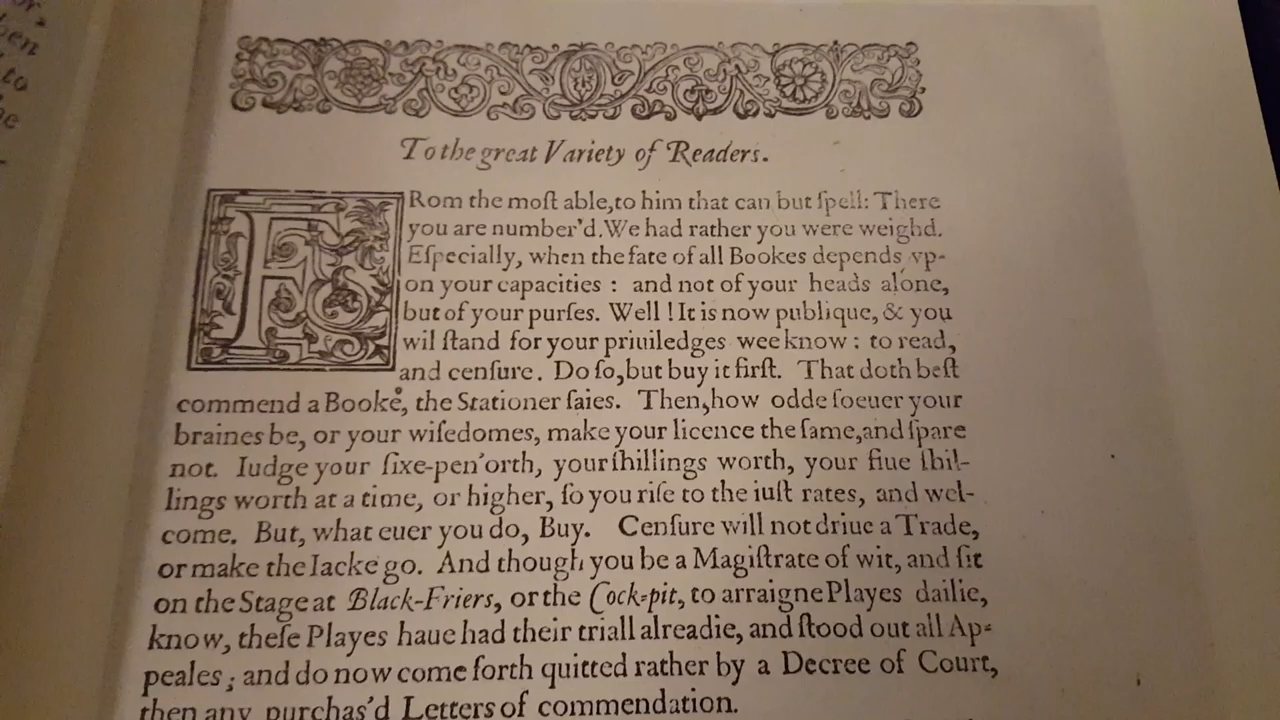 To the great Variety of Readers.
FRom the moſt able,to him that can but ſpell: There
you are number'd.We had rather you were weighd.
Eſpecially, when the fate of all Bookes depends vp-
on your capacities : and not of your heads alone,
but of your purſes. Well ! It is now publique, & you
wil ſtand for your priuiledges wee know : to read,
and cenſure. Do ſo,but buy it firſt. That doth beſt
commend a Booke, the Stationer ſaies. Then,how odde ſoeuer your
braines be, or your wiſedomes, make your licence the ſame,and ſpare
not. Iudge your ſixe-pen'orth, your ſhillings worth, your fiue ſhil-
lings worth at a time, or higher, ſo you riſe to the iuſt rates, and wel-
come. But, what euer you do, Buy. Cenſure will not driue a Trade,
or make the Iacke go. And though you be a Magiſtrate of wit, and ſit
on the Stage at Black-Friers, or the Cock-pit, to arraigne Playes dailie,
know, theſe Playes haue had their triall alreadie, and ſtood out all Ap-
peales ; and do now come forth quitted rather by a Decree of Court,
then any purchas'd Letters of commendation.